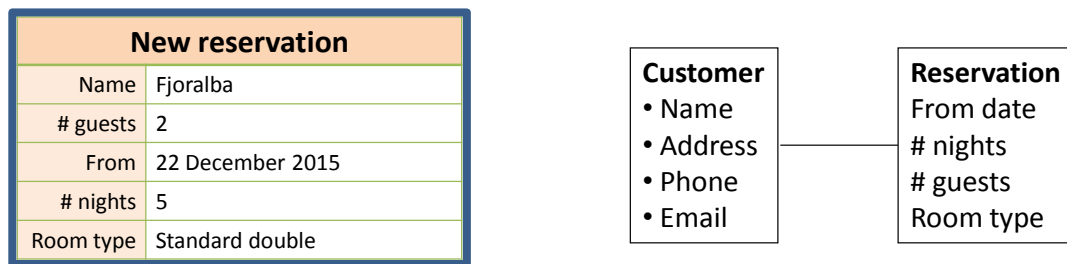 New reservation
Name Fjoralba
# guests 2
From 22 December 2015
# nights 5
Room type Standard double
Customer
• Name
• Address
• Phone
• Email
Reservation
From date
# nights
# guests
Room type